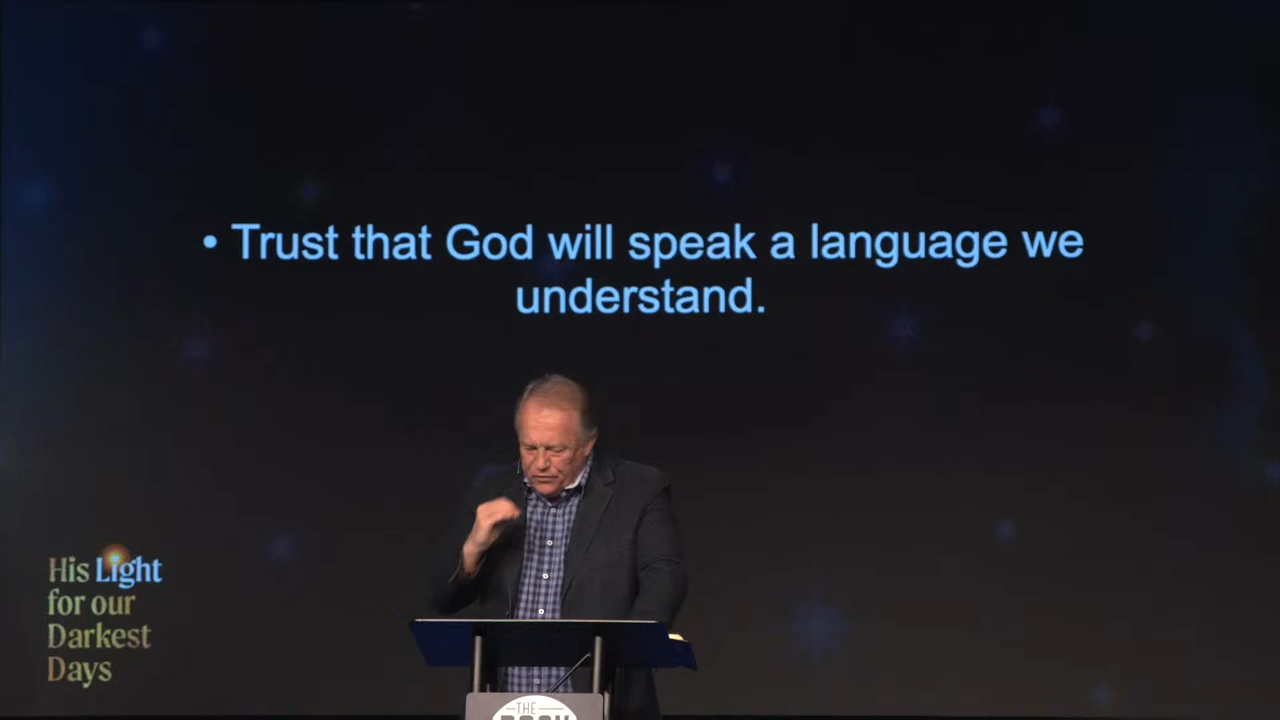 • Trust that God will speak a language we
understand.
His Light
for our
Darkest
Days
THE